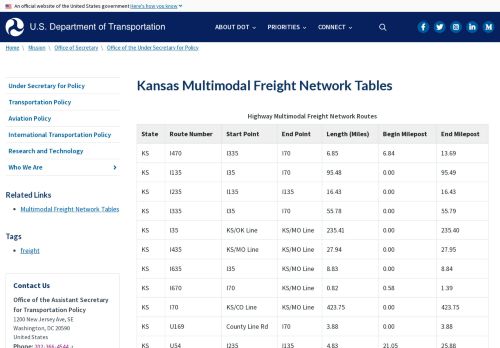 An official website of the United States government Here's how you know
U.S. Department of Transportation
ABOUT DOT
PRIORITIES
CONNECT
Home \ Mission \ Office of Secretary \ Office of the Under Secretary for Policy
Under Secretary for Policy
Transportation Policy
Aviation Policy
International Transportation Policy
Research and Technology
Who We Are
Related Links
Multimodal Freight Network Tables
Tags
freight
Contact Us
Office of the Assistant Secretary
for Transportation Policy
1200 New Jersey Ave, SE
Washington, DC 20590
United States
Phone: 202-366-4544
Kansas Multimodal Freight Network Tables
Highway Multimodal Freight Network Routes
State Route Number Start Point End Point Length (Miles) Begin Milepost End Milepost
KS I470 I335 I70 6.85 6.84 13.69
KS I135 I35 I70 95.48 0.00 95.49
KS I235 I135 I135 16.43 0.00 16.43
KS I335 I35 I70 55.78 0.00 55.79
KS I35 KS/OK Line KS/MO Line 235.41 0.00 235.40
KS I435 KS/MO Line KS/MO Line 27.94 0.00 27.95
KS I635 I35 KS/MO Line 8.83 0.00 8.84
KS I670 I70 KS/MO Line 0.82 0.58 1.39
KS I70 KS/CO Line KS/MO Line 423.75 0.00 423.75
KS U169 County Line Rd I70 3.88 0.00 3.88
KS U54 I235 I135 4.83 21.05 25.88